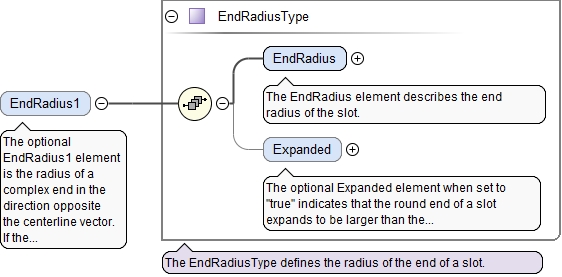 EndRadiusType
EndRadius
The EndRadius element describes the end
radius of the slot.
EndRadius1
The optional
EndRadius1 element
is the radius of a
complex end in the
direction opposite
the centerline vector.
If the...
Expanded
The optional Expanded element when set to
"true" indicates that the round end of a slot
expands to be larger than the...
The EndRadiusType defines the radius of the end of a slot.